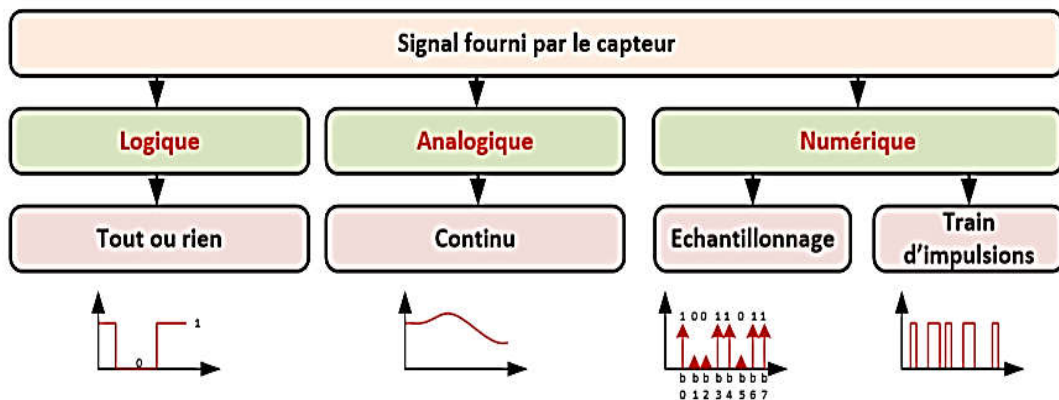 Signal fourni par le capteur
Logique
Analogique
Numérique
Tout ou rien
Continu
Echantillonnage
Train
d'impulsions
1
0
1 0 0 1 1 0 1 1
b b b b b b b b
0 1 2 3 4 5 6 7